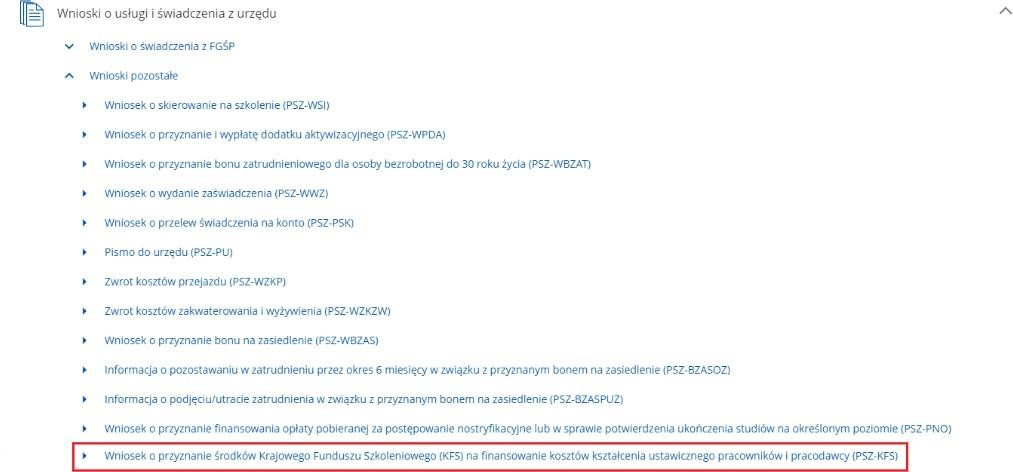 Wnioski o usługi i świadczenia z urzędu
Wnioski o świadczenia z FGŚP
Wnioski pozostałe
Wniosek o skierowanie na szkolenie (PSZ-WSI)
Wniosek o przyznanie i wypłatę dodatku aktywizacyjnego (PSZ-WPDA)
Wniosek o przyznanie bonu zatrudnieniowego dla osoby bezrobotnej do 30 roku życia (PSZ-WBZAT)
Wniosek o wydanie zaświadczenia (PSZ-WWZ)
Wniosek o przelew świadczenia na konto (PSZ-PSK)
Pismo do urzędu (PSZ-PU)
Zwrot kosztów przejazdu (PSZ-WZKP)
Zwrot kosztów zakwaterowania i wyżywienia (PSZ-WZKZW)
Wniosek o przyznanie bonu na zasiedlenie (PSZ-WBZAS)
Informacja o pozostawaniu w zatrudnieniu przez okres 6 miesięcy w związku z przyznanym bonem na zasiedlenie (PSZ-BZASOZ)
Informacja o podjęciu/utracie zatrudnienia w związku z przyznanym bonem na zasiedlenie (PSZ-BZASPUZ)
Wniosek o przyznanie finansowania opłaty pobieranej za postępowanie nostryfikacyjne lub w sprawie potwierdzenia ukończenia studiów na określonym poziomie (PSZ-PNO)
Wniosek o przyznanie środków Krajowego Funduszu Szkoleniowego (KFS) na finansowanie kosztów kształcenia ustawicznego pracowników i pracodawcy (PSZ-KFS)